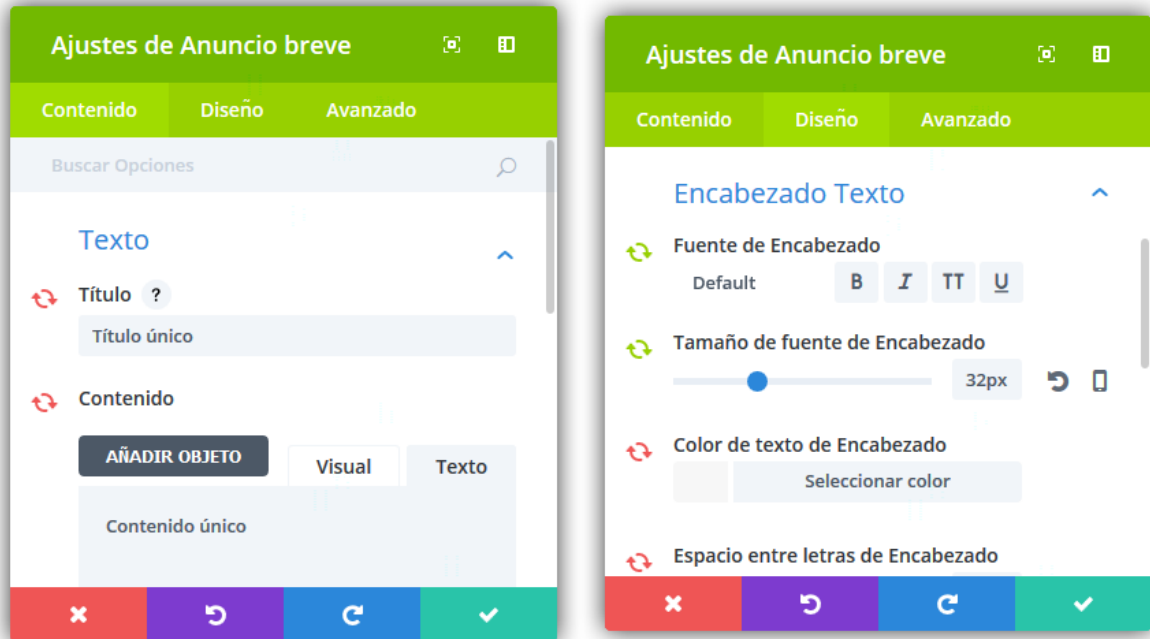 Ajustes de Anuncio breve
Contenido Diseño Avanzado
Buscar Opciones
Texto
Título ?
Título único
Contenido
AÑADIR OBJETO Visual Texto
Contenido único
Ajustes de Anuncio breve
Contenido Diseño Avanzado
Encabezado Texto
Fuente de Encabezado
Default B I TT U
Tamaño de fuente de Encabezado
32px
Color de texto de Encabezado
Seleccionar color
Espacio entre letras de Encabezado